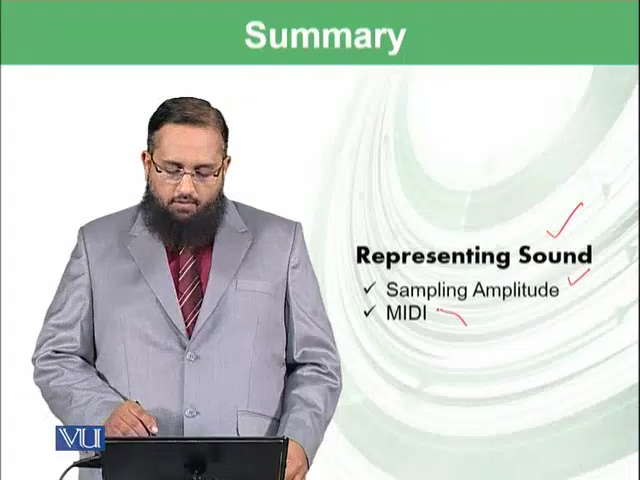 Summary
Representing Sound
✓ Sampling Amplitude
✓ MIDI
VU